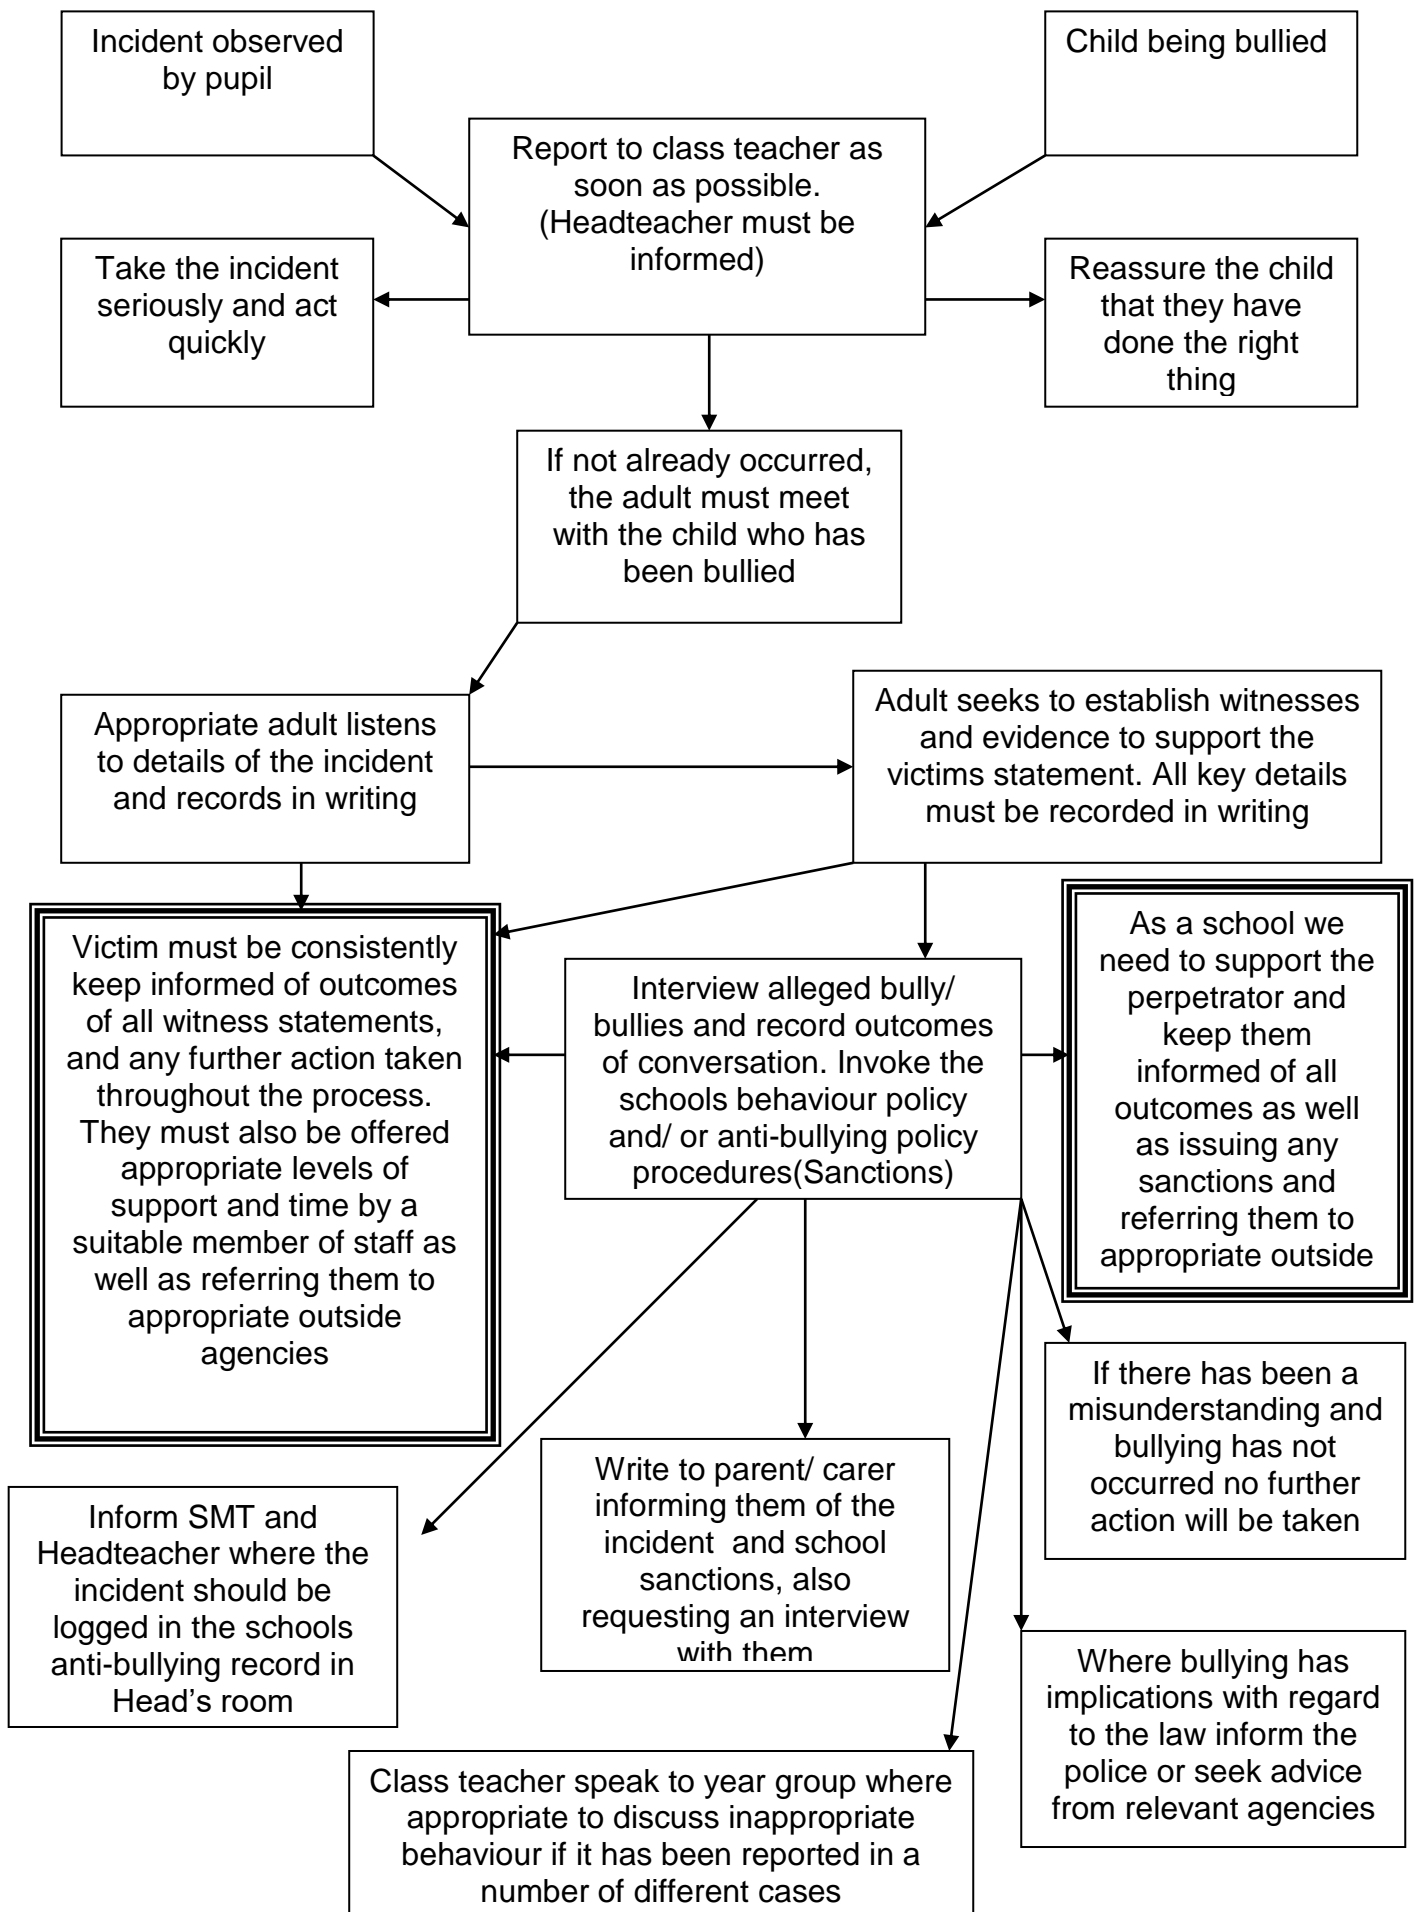 Incident observed
by pupil
Child being bullied
Report to class teacher as
soon as possible.
(Headteacher must be
informed)
Take the incident
seriously and act
quickly
Reassure the child
that they have
done the right
thing
If not already occurred,
the adult must meet
with the child who has
been bullied
Appropriate adult listens
to details of the incident
and records in writing
Adult seeks to establish witnesses
and evidence to support the
victims statement. All key details
must be recorded in writing
Victim must be consistently
keep informed of outcomes
of all witness statements,
and any further action taken
throughout the process.
They must also be offered
appropriate levels of
support and time by a
suitable member of staff as
well as referring them to
appropriate outside
agencies
Interview alleged bully/
bullies and record outcomes
of conversation. Invoke the
schools behaviour policy
and/ or anti-bullying policy
procedures(Sanctions)
As a school we
need to support the
perpetrator and
keep them
informed of all
outcomes as well
as issuing any
sanctions and
referring them to
appropriate outside
If there has been a
misunderstanding and
bullying has not
occurred no further
action will be taken
Inform SMT and
Headteacher where the
incident should be
logged in the schools
anti-bullying record in
Head’s room
Write to parent/ carer
informing them of the
incident  and school
sanctions, also
requesting an interview
with them
Where bullying has
implications with regard
to the law inform the
police or seek advice
from relevant agencies
Class teacher speak to year group where
appropriate to discuss inappropriate
behaviour if it has been reported in a
number of different cases